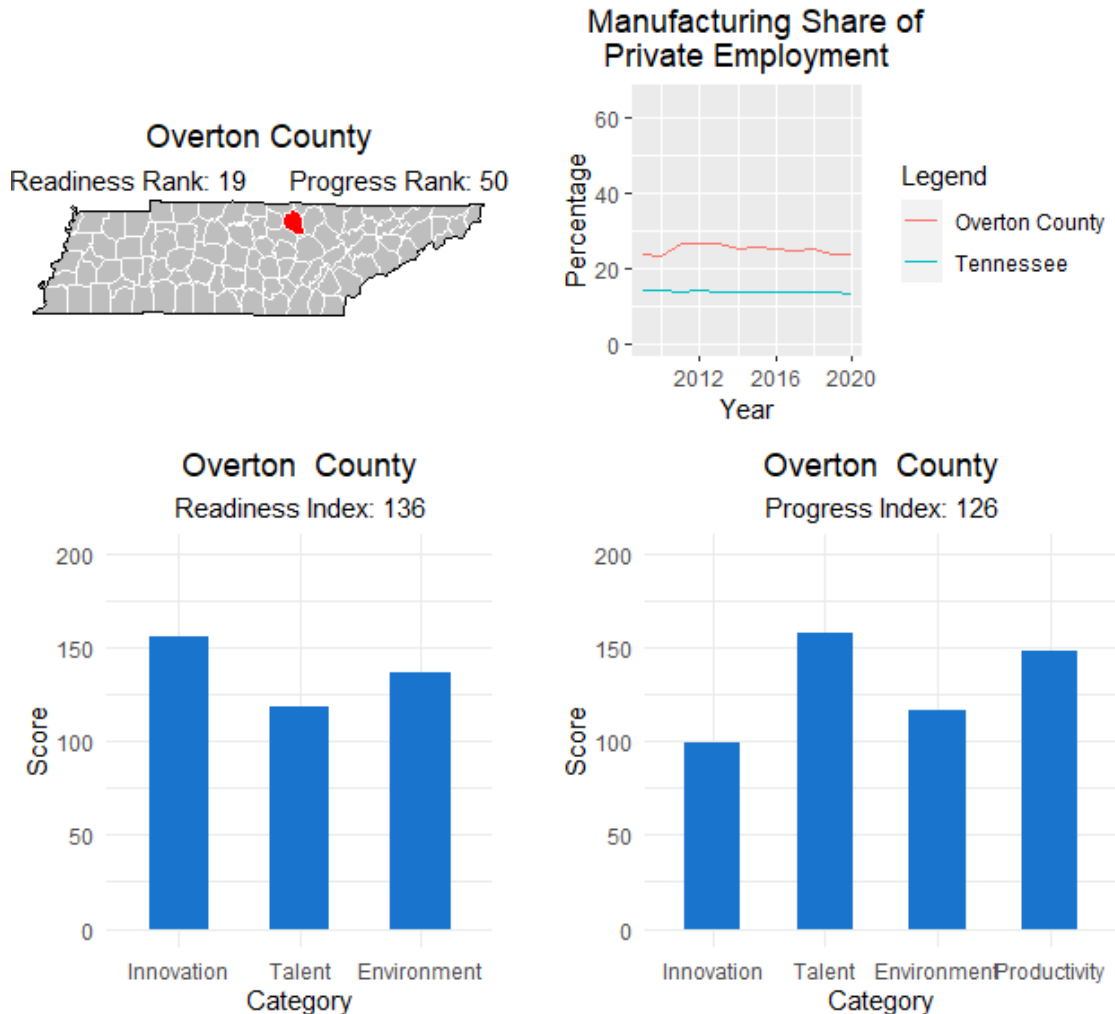 Overton County
Readiness Rank: 19 Progress Rank: 50
Manufacturing Share of
Private Employment
60
40
20
0
Percentage
2012 2016 2020
Year
Legend
Overton County
Tennessee
Overton  County
Readiness Index: 136
200
150
100
50
0
Score
Innovation Talent Environment
Category
Overton  County
Progress Index: 126
200
150
100
50
0
Score
Innovation Talent Environment Productivity
Category